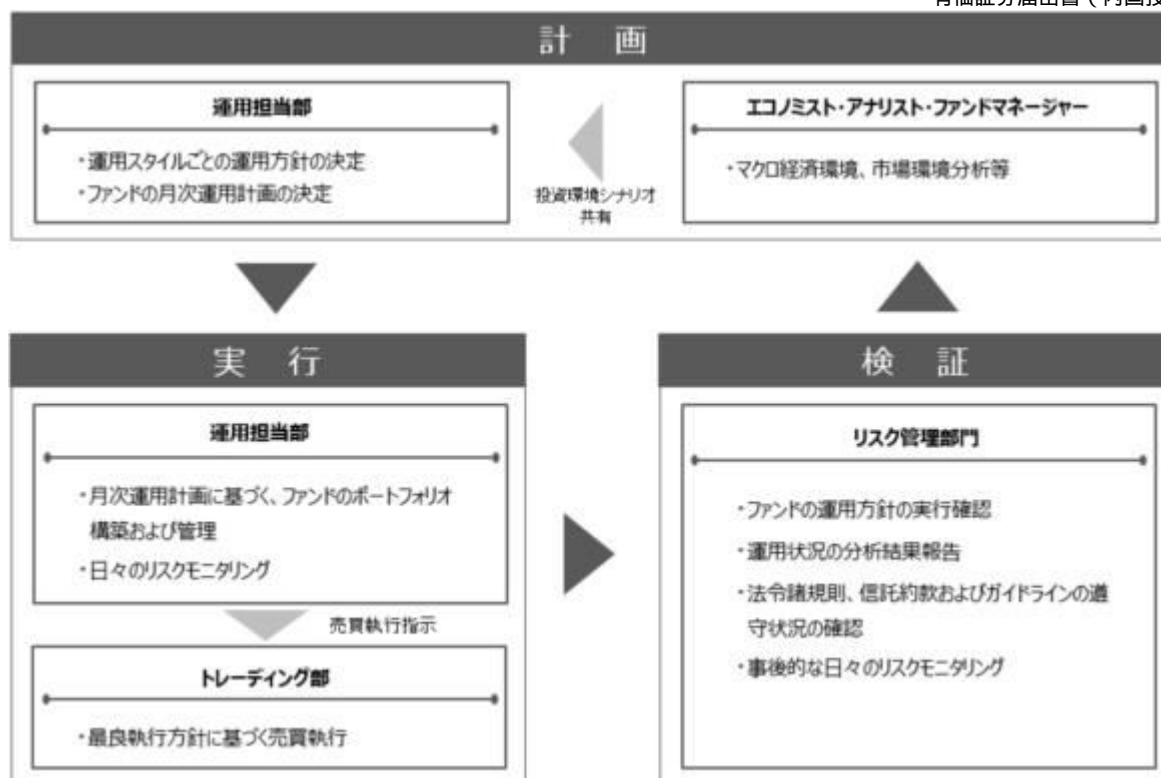 計 画
運用担当部
・運用スタイルごとの運用方針の決定
・ファンドの月次運用計画の決定
投資環境シナリオ
共有
エコノミスト・アナリスト・ファンドマネージャー
・マクロ経済環境、市場環境分析等
実 行
運用担当部
・月次運用計画に基づく、ファンドのポートフォリオ
構築および管理
・日々のリスクモニタリング
売買執行指示
トレーディング部
・最良執行方針に基づく売買執行
検 証
リスク管理部門
・ファンドの運用方針の実行確認
・運用状況の分析結果報告
・法令諸規則、信託約款およびガイドラインの遵
守状況の確認
・事後的な日々のリスクモニタリング